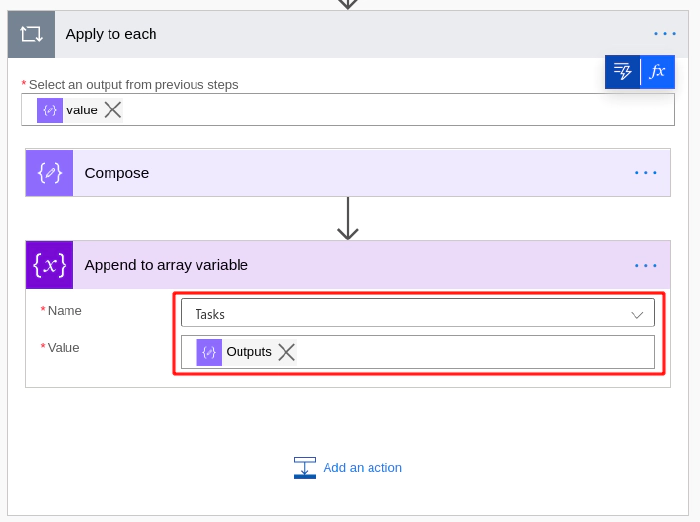 Apply to each
fx
* Select an output from previous steps
value
Compose
{x} Append to array variable
* Name
Tasks
* Value
Outputs
Add an action